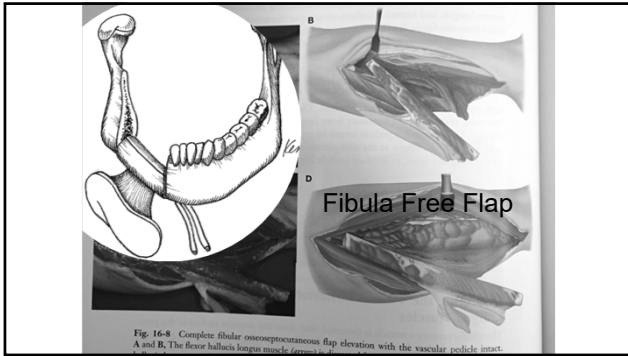 B
Ken
D
Fibula Free Flap
Fig. 16-8 Complete fibular osseoseptocutaneous flap elevation with the vascular pedicle intact.
A and B, The flexor hallucis longus muscle (arrow) is